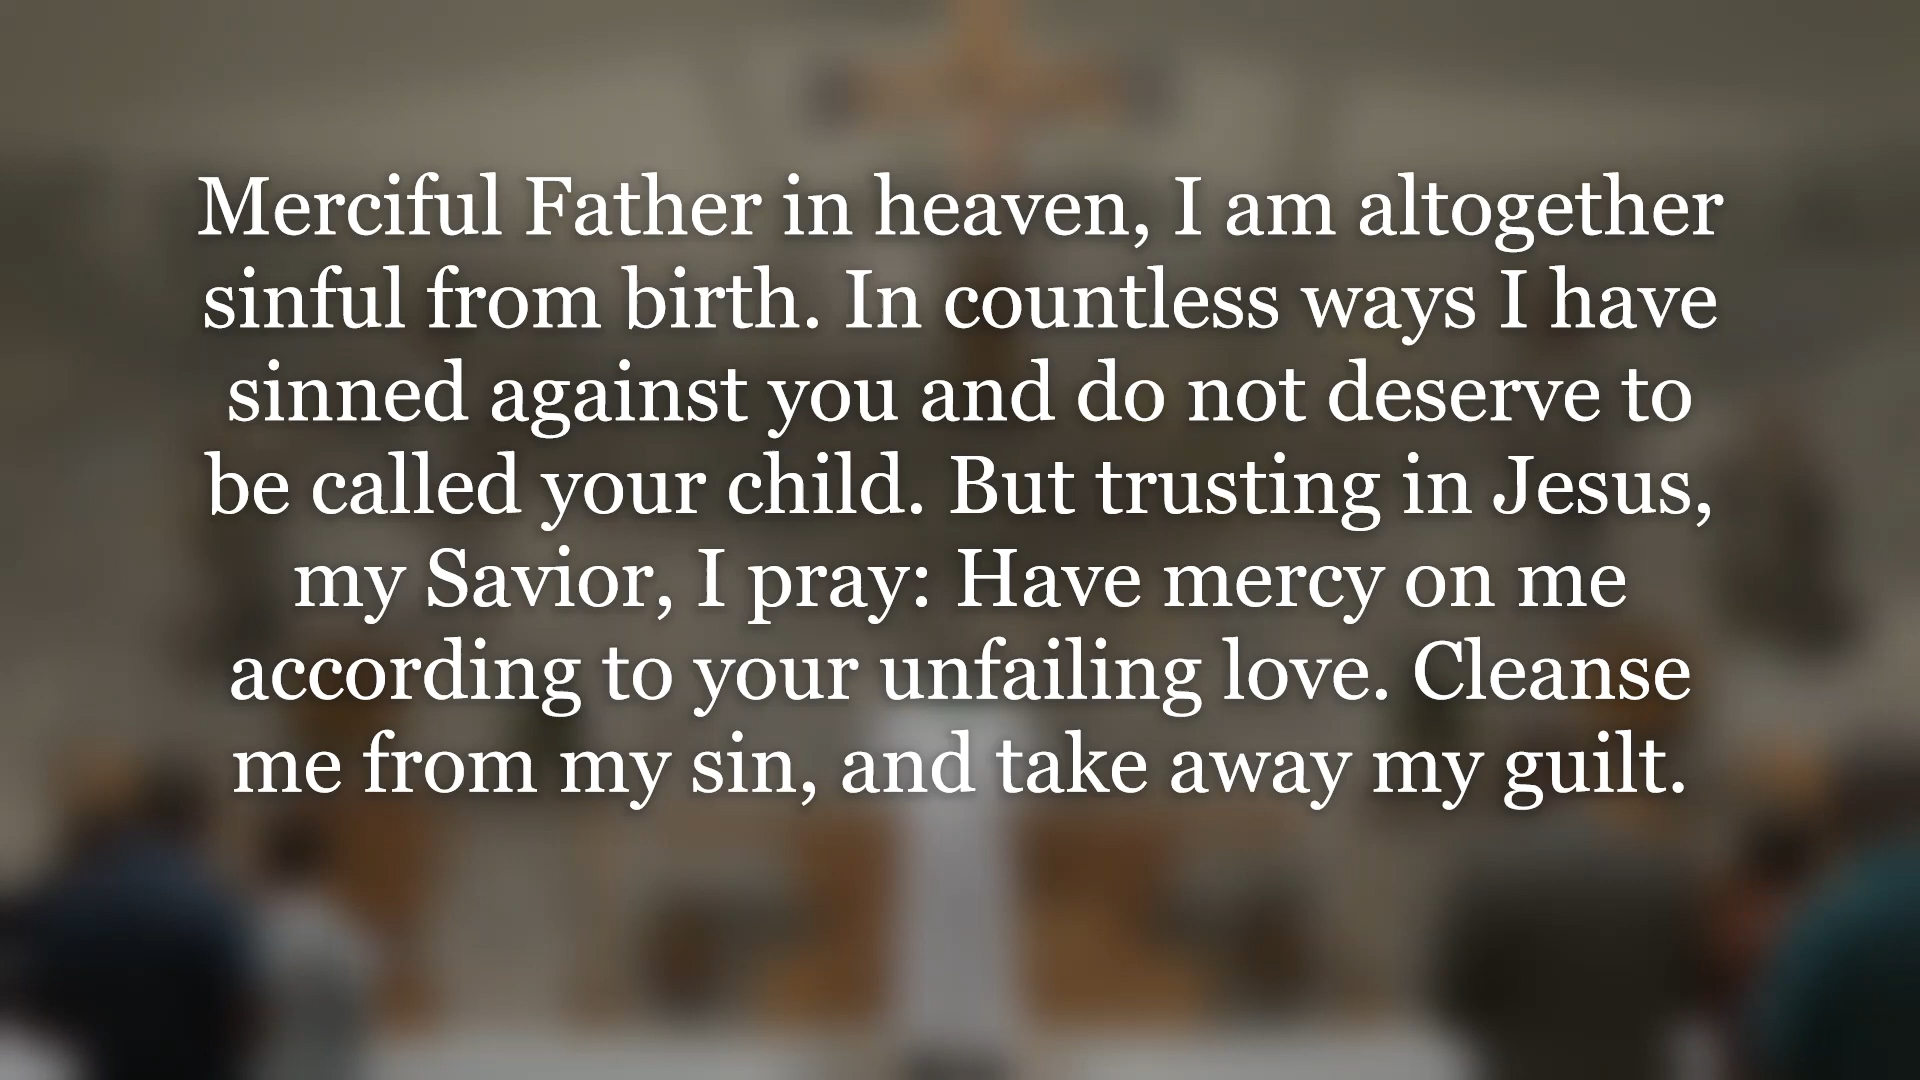 Merciful Father in heaven, I am altogether
sinful from birth. In countless ways I have
sinned against you and do not deserve to
be called your child. But trusting in Jesus,
my Savior, I pray: Have mercy on me
according to your unfailing love. Cleanse
me from my sin, and take away my guilt.